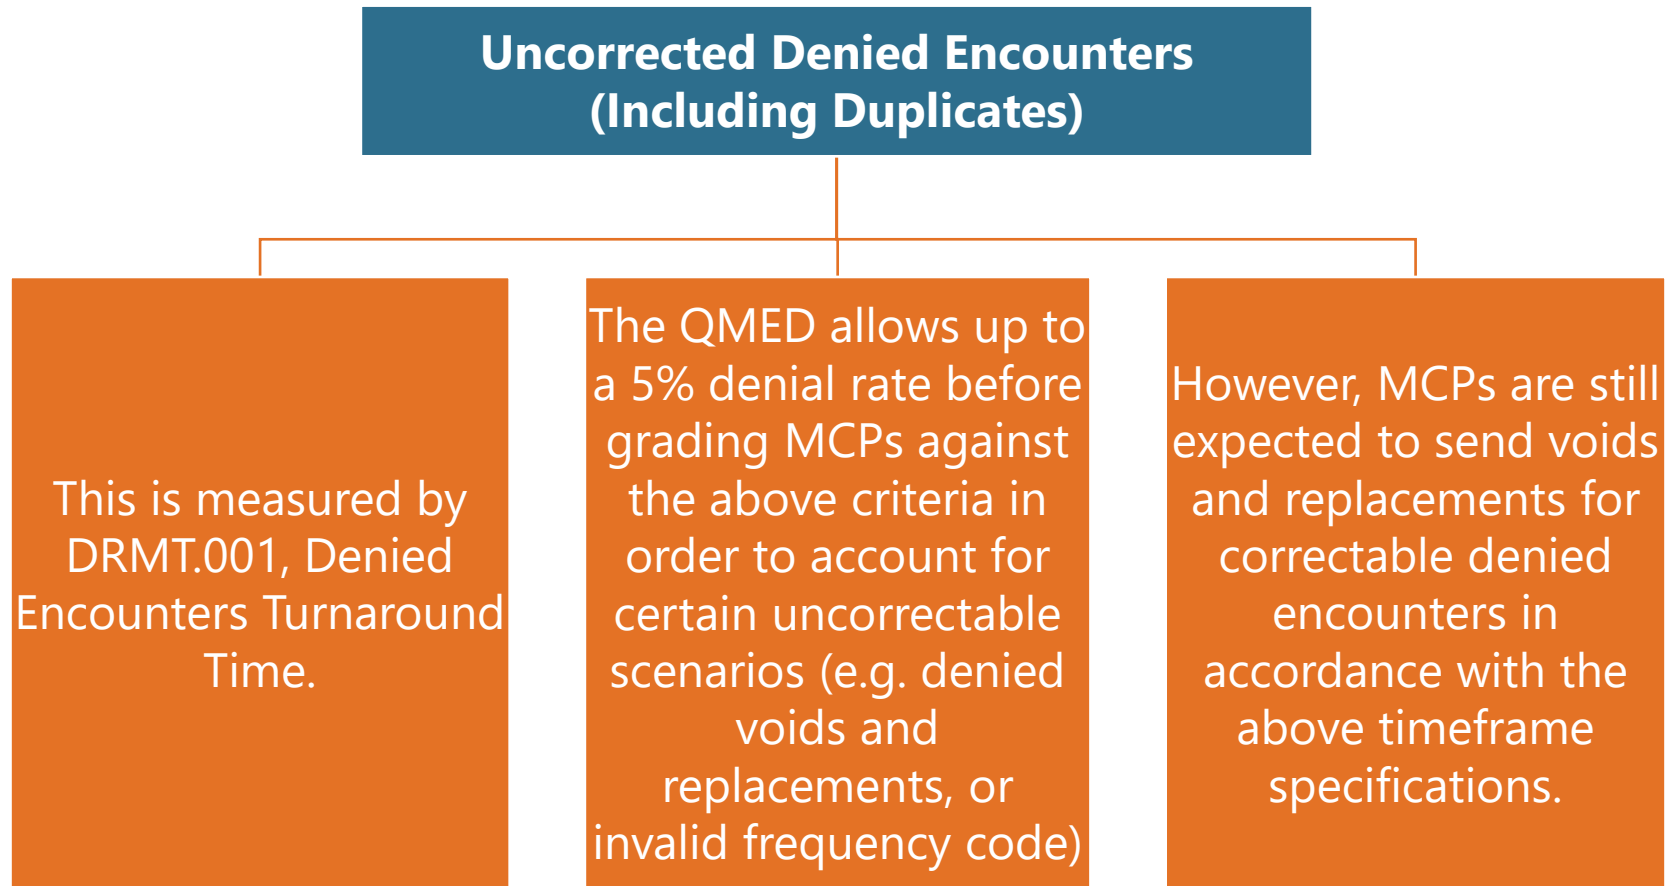 Uncorrected Denied Encounters
(Including Duplicates)
This is measured by
DRMT.001, Denied
Encounters Turnaround
Time.
The QMED allows up to
a 5% denial rate before
grading MCPs against
the above criteria in
order to account for
certain uncorrectable
scenarios (e.g. denied
voids and
replacements, or
invalid frequency code)
However, MCPs are still
expected to send voids
and replacements for
correctable denied
encounters in
accordance with the
above timeframe
specifications.